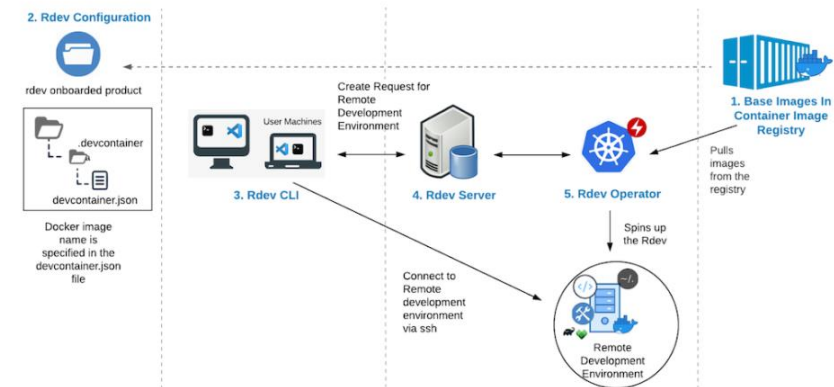 2. Rdev Configuration
rdev onboarded product
.devcontainer
devcontainer.json
Docker image
name is
specified in the
devcontainer.json
file
User Machines
3. Rdev CLI
Create Request for
Remote
Development
Environment
4. Rdev Server
5. Rdev Operator
1. Base Images In
Container Image
Registry
Pulls
images
from the
registry
Spins up
the Rdev
Connect to
Remote
development
environment
via ssh
</>
~/.
Remote
Development
Environment